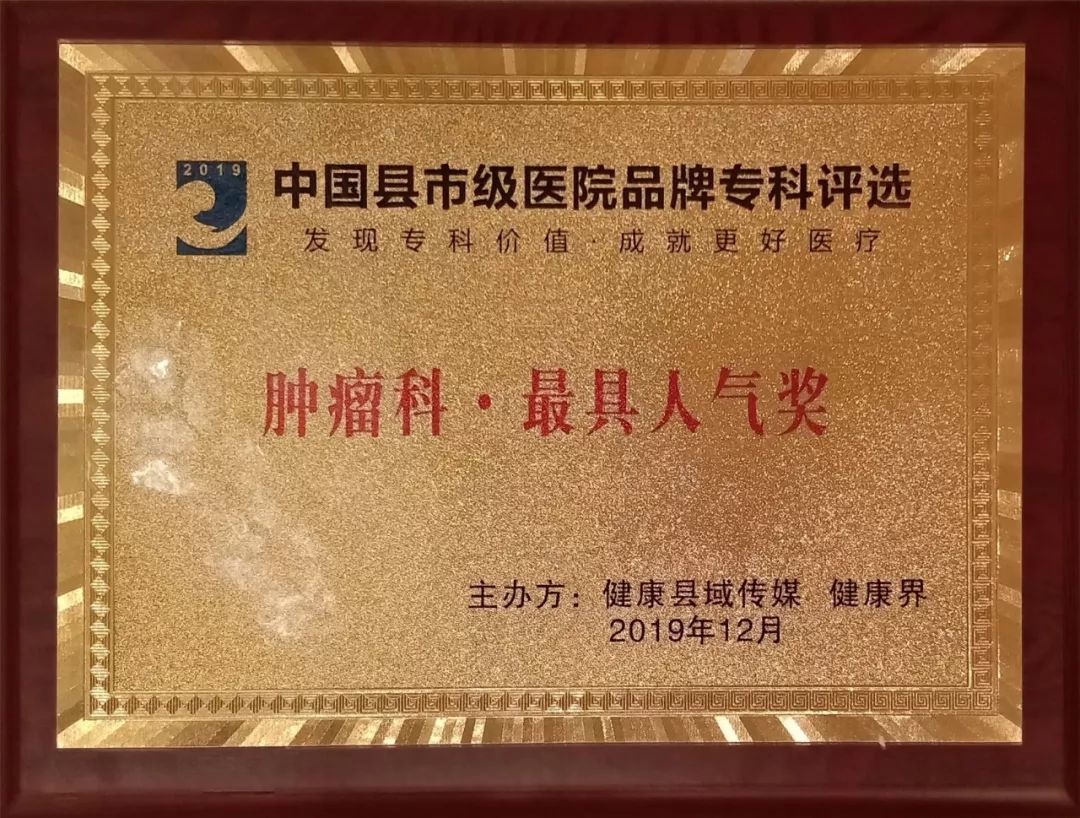 2019
中国县市级医院品牌专科评选
发现专科价值·成就更好医疗
肿瘤科·最具人气奖
主办方：健康县域传媒 健康界
2019年12月